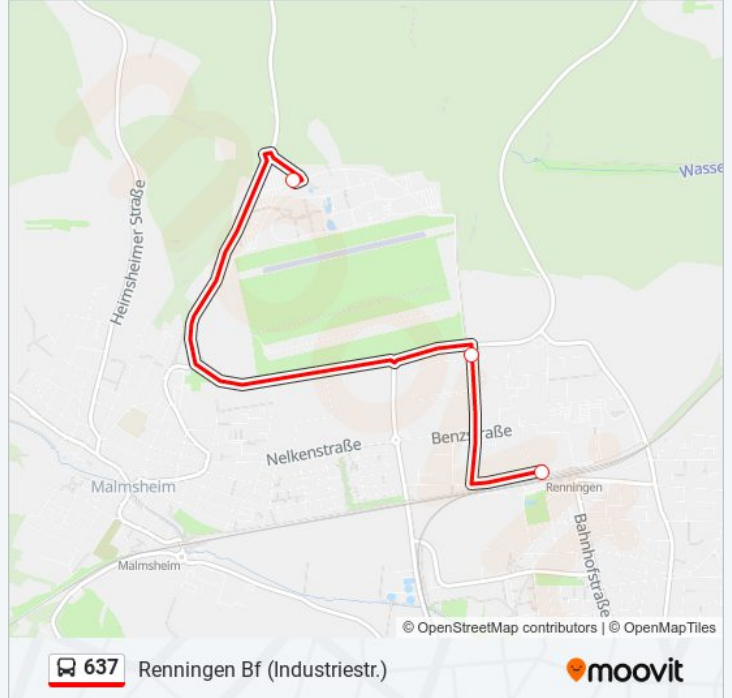 Wasse
Heimsheimer Straße
Benzstraße
Nelkenstraße
Malmsheim
Renningen
Bahnhofstraße
Malmsheim
© OpenStreetMap contributors | © OpenMapTiles
637 Renningen Bf (Industriestr.)
moovit